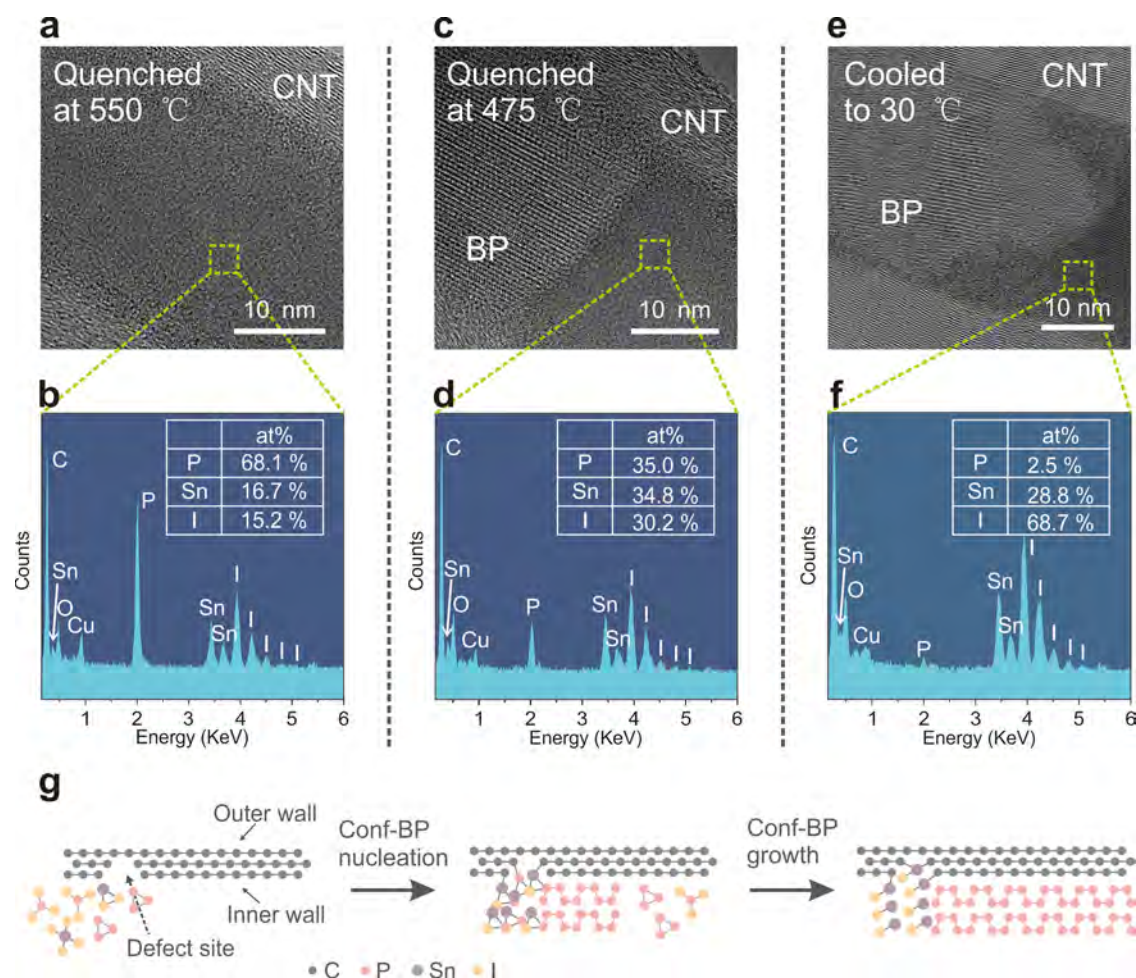 a
Quenched
at 550 ℃
CNT
10 nm
c
Quenched
at 475 ℃
CNT
BP
10 nm
e
Cooled
to 30 ℃
CNT
BP
10 nm
b
at%
P 68.1 %
Sn 16.7 %
I 15.2 %
C
Sn
O
Cu
P
Sn
Sn
I
I
I
I
I
Counts
1 2 3 4 5 6
Energy (KeV)
d
at%
P 35.0 %
Sn 34.8 %
I 30.2 %
C
Sn
O
Cu
P
Sn
Sn
I
I
I
I
I
Counts
1 2 3 4 5 6
Energy (KeV)
f
at%
P 2.5 %
Sn 28.8 %
I 68.7 %
C
Sn
O
Cu
P
Sn
Sn
I
I
I
I
I
Counts
1 2 3 4 5 6
Energy (KeV)
g
Outer wall
Inner wall
Defect site
Conf-BP
nucleation
Conf-BP
growth
C P Sn I